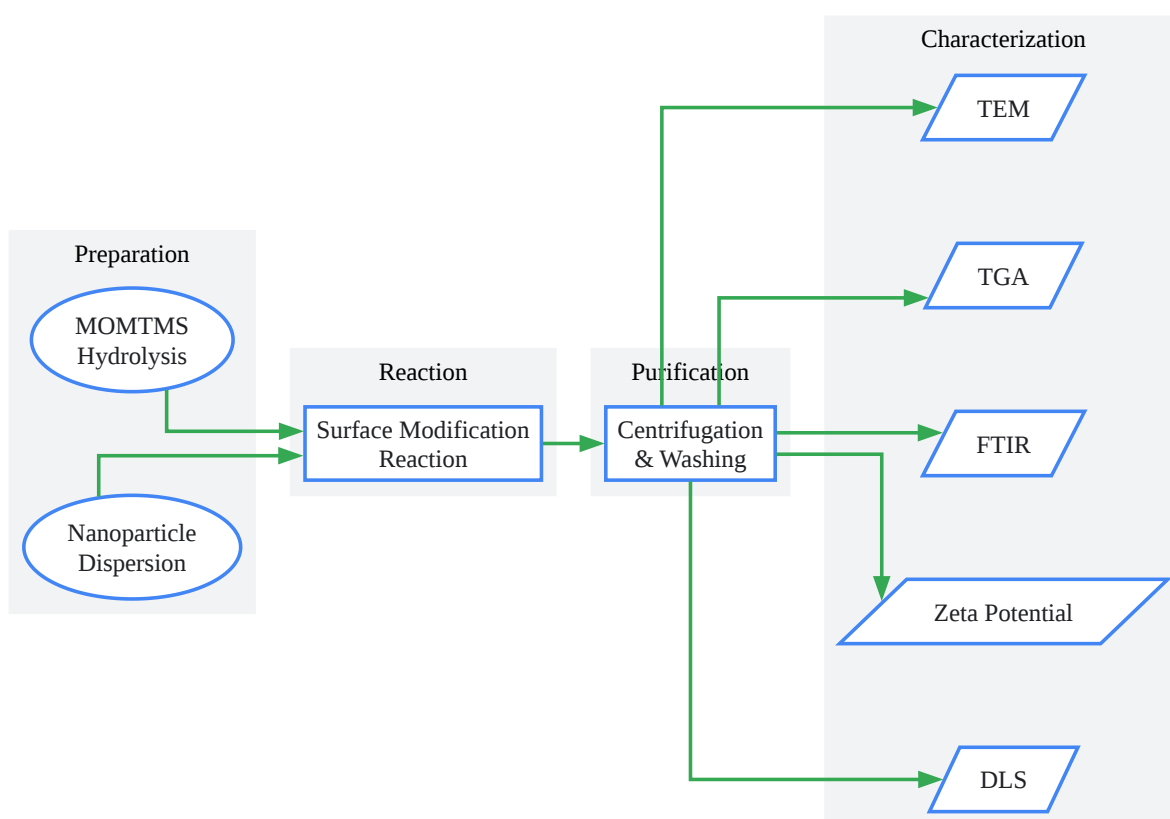 Preparation
MOMTMS
Hydrolysis
Nanoparticle
Dispersion
Reaction
Surface Modification
Reaction
Purification
Centrifugation
& Washing
Characterization
TEM
TGA
FTIR
Zeta Potential
DLS